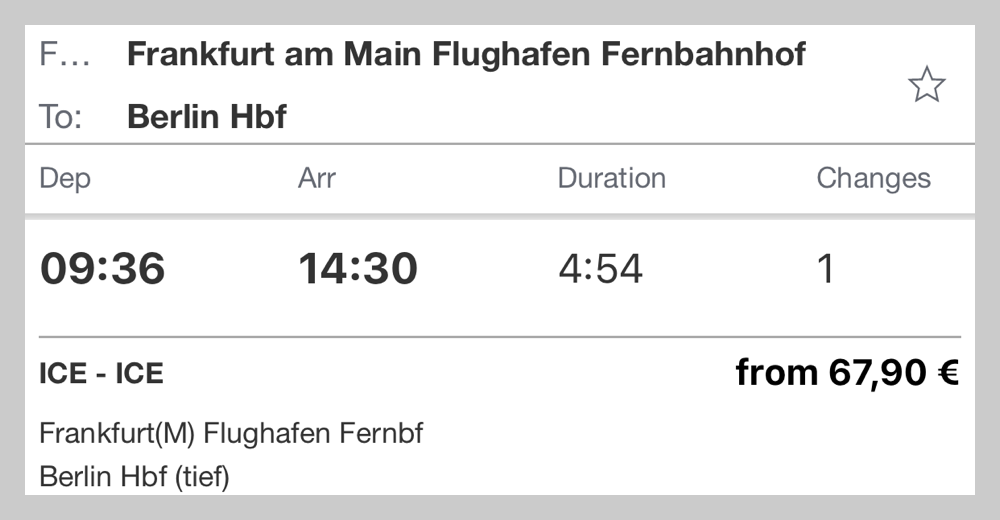 F... Frankfurt am Main Flughafen Fernbahnhof
To: Berlin Hbf
Dep Arr Duration Changes
09:36 14:30 4:54 1
ICE - ICE from 67,90 €
Frankfurt(M) Flughafen Fernbf
Berlin Hbf (tief)